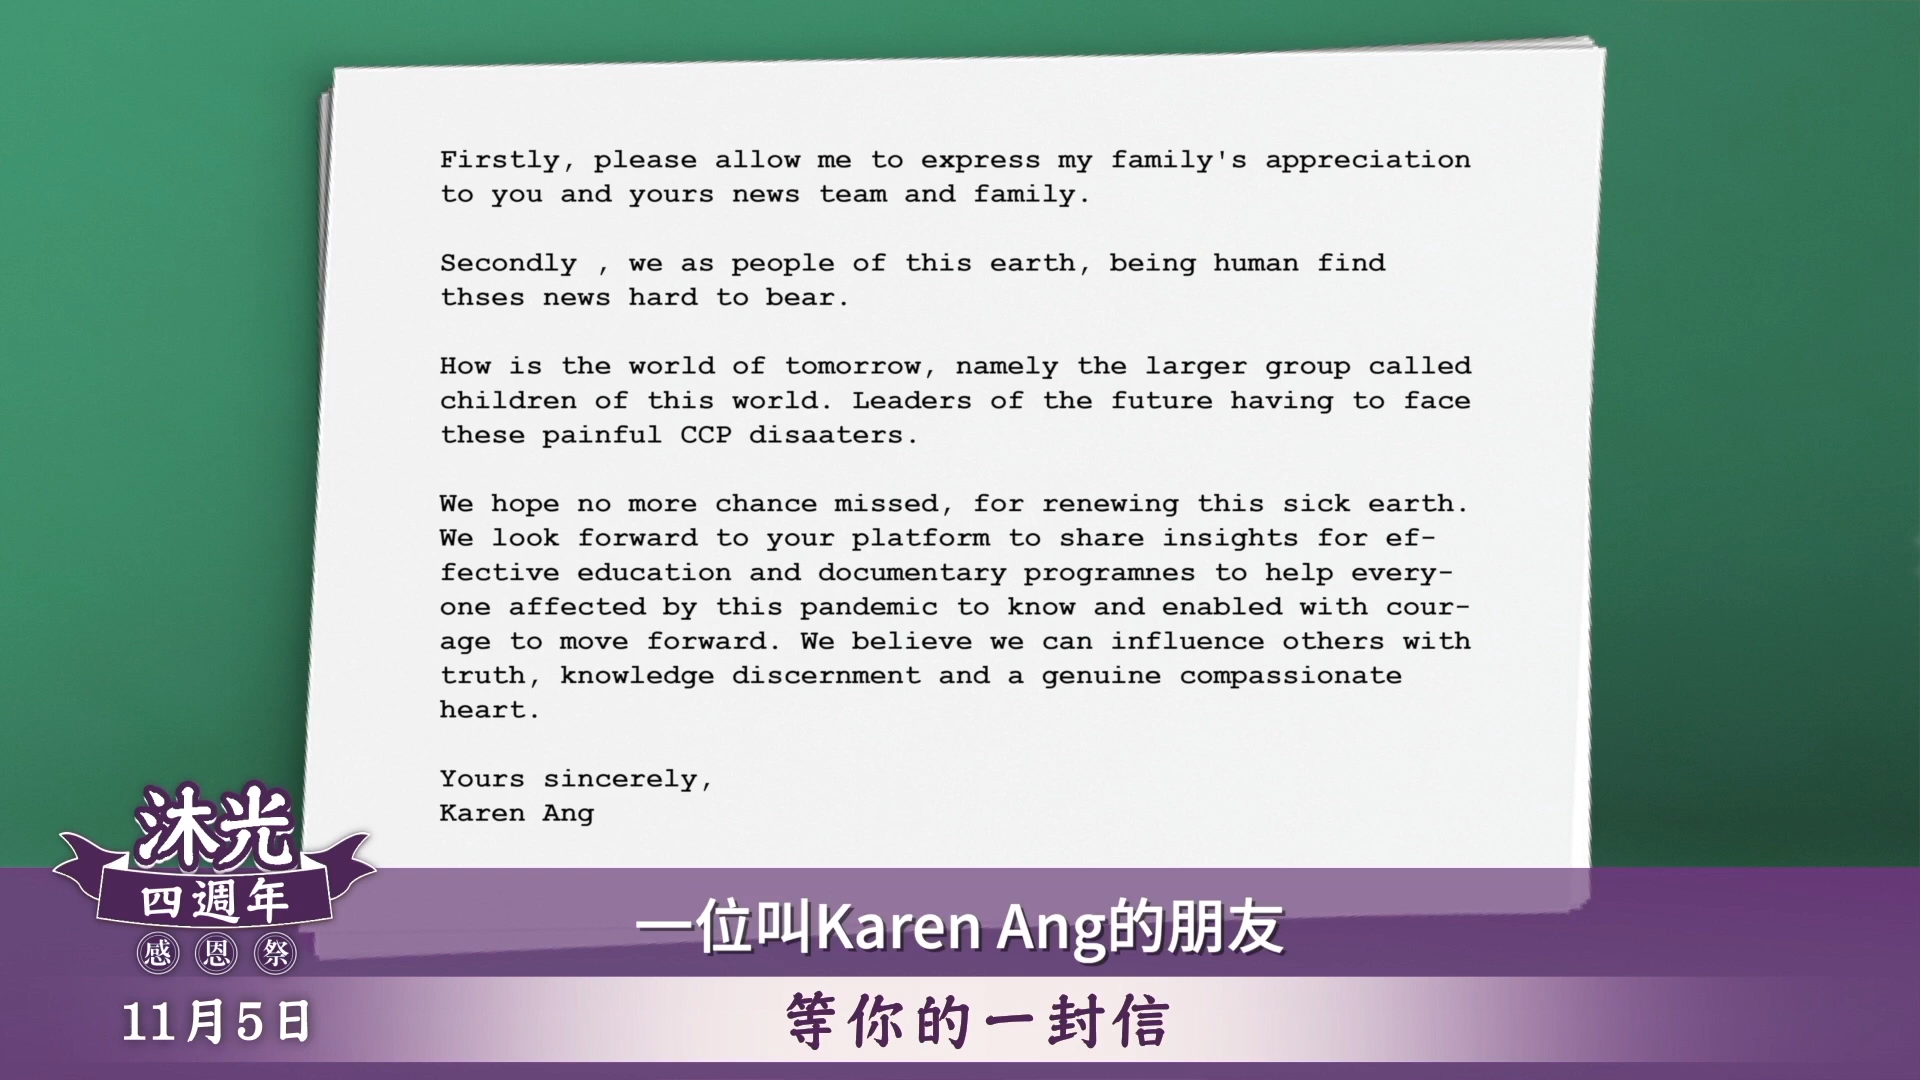 Firstly, please allow me to express my family's appreciation
to you and yours news team and family.
Secondly , we as people of this earth, being human find
thses news hard to bear.
How is the world of tomorrow, namely the larger group called
children of this world. Leaders of the future having to face
these painful CCP disaaters.
We hope no more chance missed, for renewing this sick earth.
We look forward to your platform to share insights for ef-
fective education and documentary programnes to help every-
one affected by this pandemic to know and enabled with cour-
age to move forward. We believe we can influence others with
truth, knowledge discernment and a genuine compassionate
heart.
Yours sincerely,
Karen Ang
沐光
四週年
感恩祭
11月5日
一位叫Karen Ang的朋友
等你的一封信